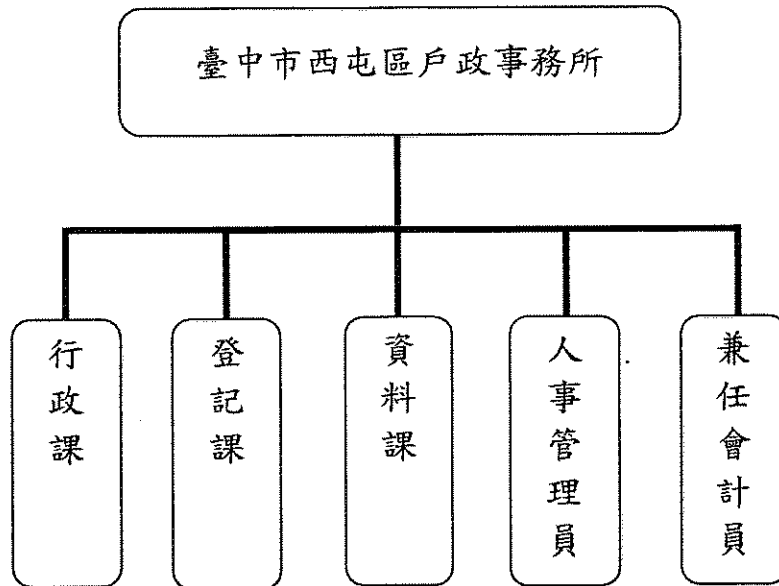 臺中市西屯區戶政事務所
行政課
登記課
資料課
人事管理員
兼任會計員